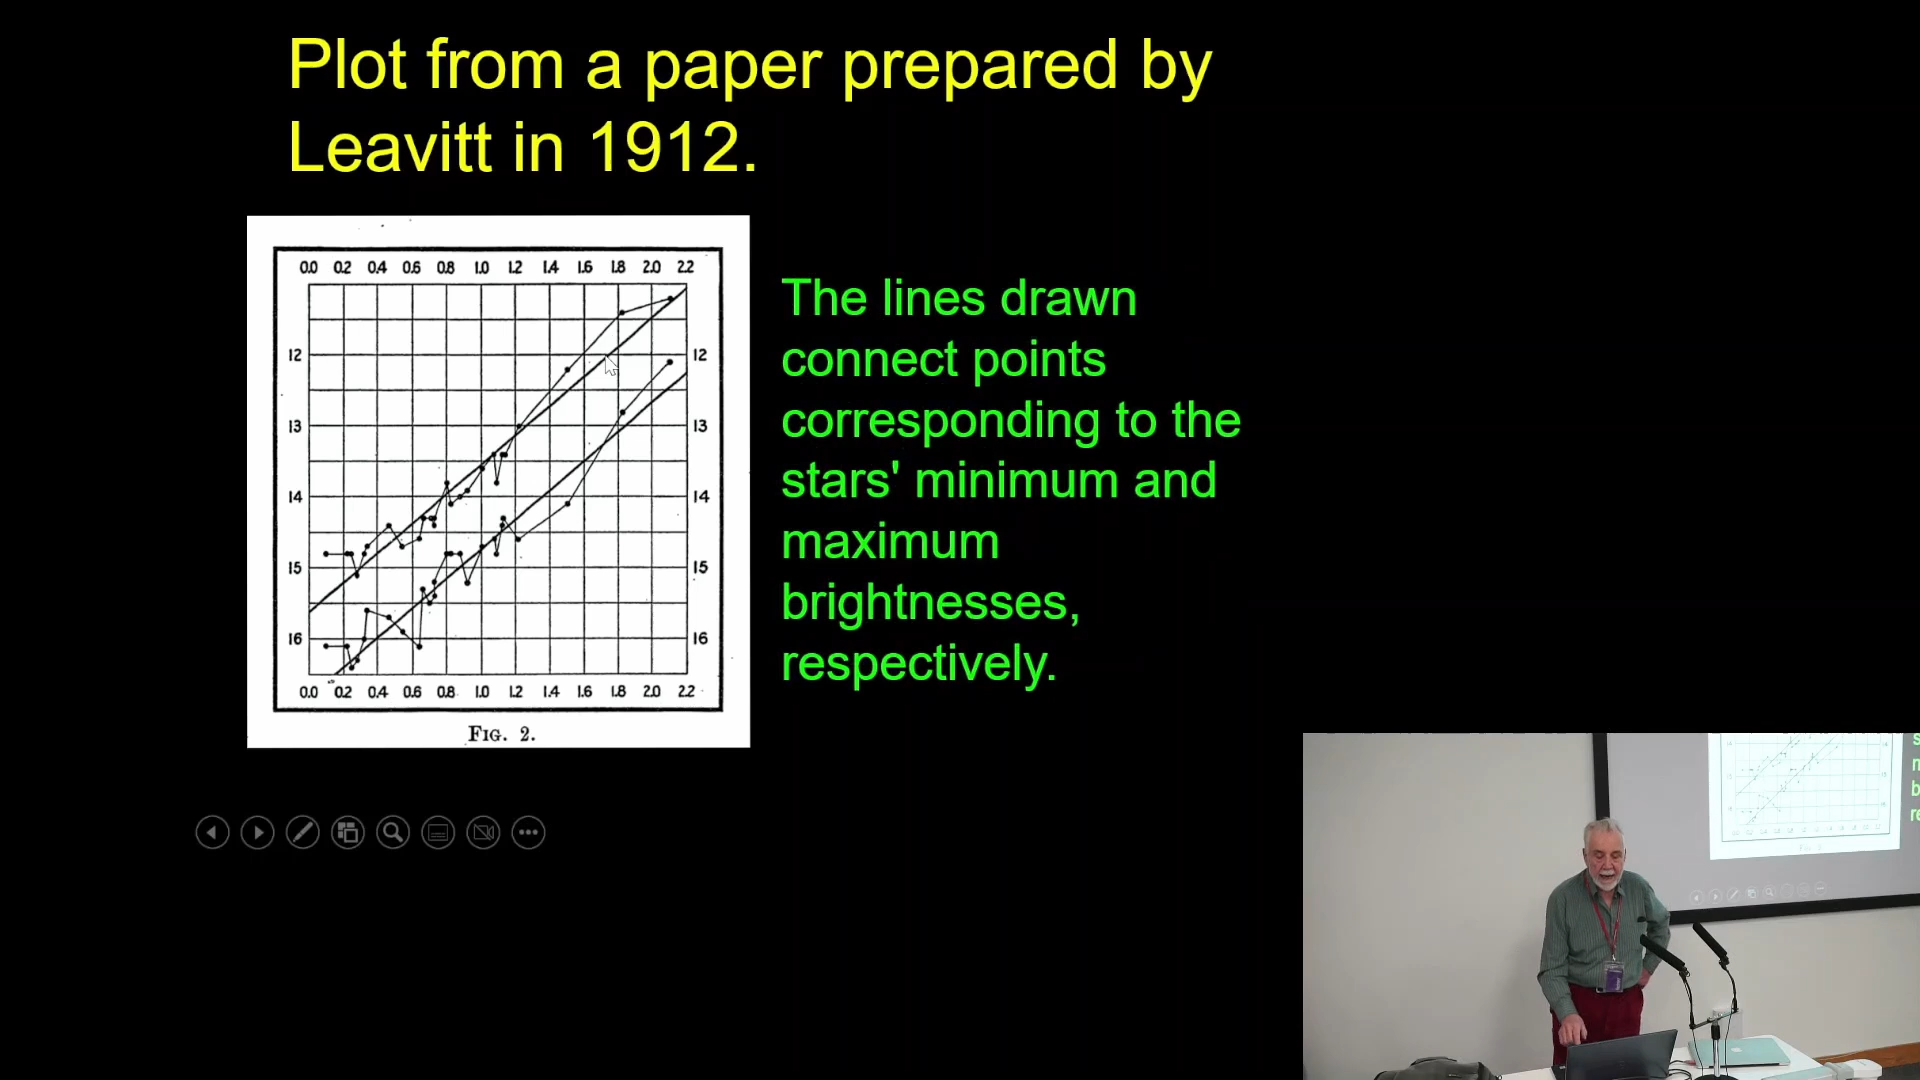 Plot from a paper prepared by
Leavitt in 1912.
0.0 0.2 0.4 0.6 0.8 1.0 1.2 1.4 1.6 1.8 2.0 2.2
12 12
13 13
14 14
15 15
16 16
0.0 0.2 0.4 0.6 0.8 1.0 1.2 1.4 1.6 1.8 2.0 2.2
FIG. 2.
The lines drawn
connect points
corresponding to the
stars' minimum and
maximum
brightnesses,
respectively.